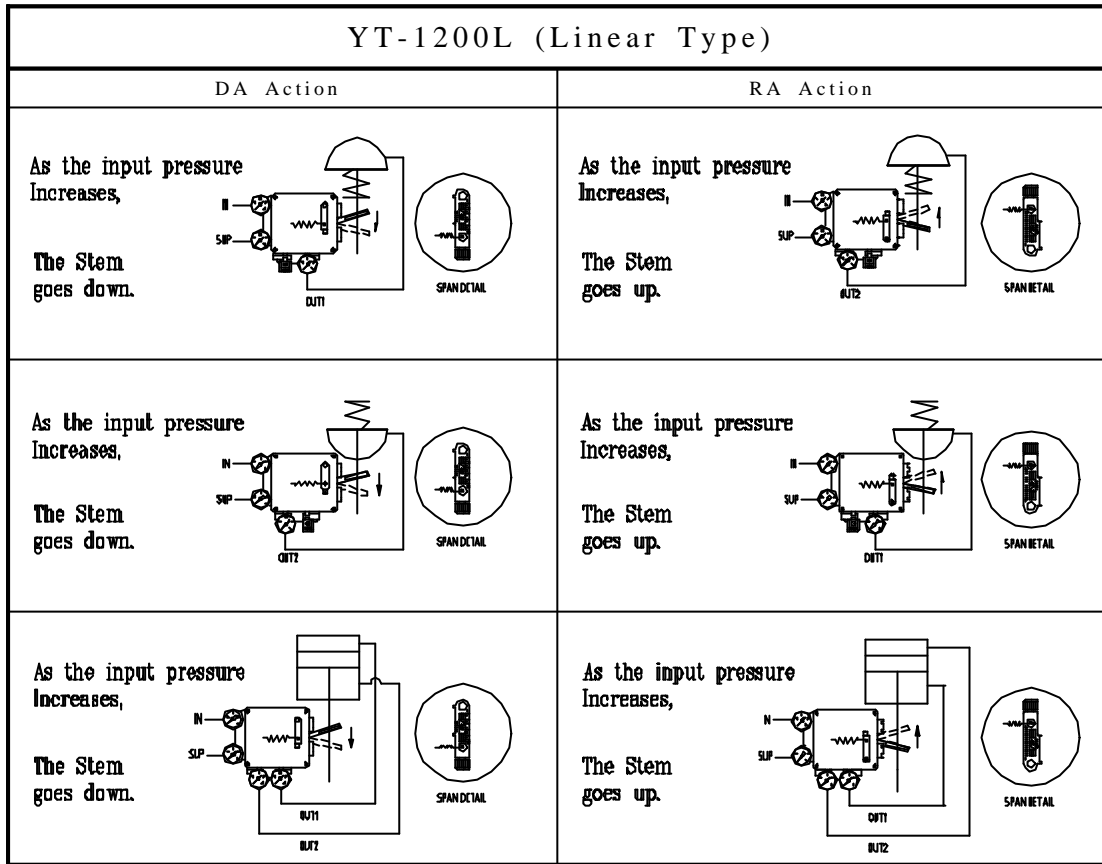 YT-1200L (Linear Type)
DA Action
RA Action
As the input pressure
Increases,
The Stem
goes down.
IN
SUP
OUT1
SPAN DETAIL
As the input pressure
Increases,
The Stem
goes up.
IN
SUP
OUT2
SPAN DETAIL
As the input pressure
Increases,
The Stem
goes down.
IN
SUP
OUT2
SPAN DETAIL
As the input pressure
Increases,
The Stem
goes up.
IN
SUP
OUT1
SPAN DETAIL
As the input pressure
Increases,
The Stem
goes down.
IN
SUP
OUT1
OUT2
SPAN DETAIL
As the input pressure
Increases,
The Stem
goes up.
IN
SUP
OUT1
OUT2
SPAN DETAIL